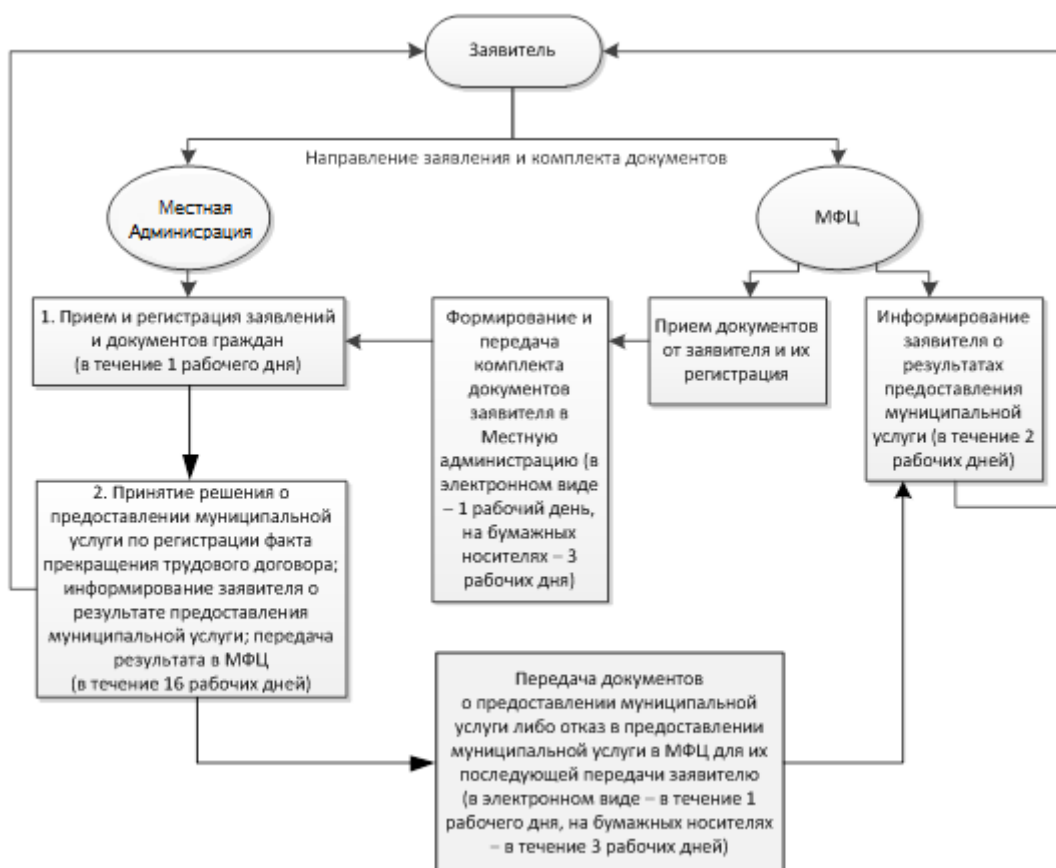 Заявитель
Направление заявления и комплекта документов
Местная
Админисрация
МФЦ
1. Прием и регистрация заявлений
и документов граждан
(в течение 1 рабочего дня)
Формирование и
передача
комплекта
документов
заявителя в
Местную
администрацию (в
электронном виде
– 1 рабочий день,
на бумажных
носителях – 3
рабочих дня)
Прием документов
от заявителя и их
регистрация
Информирование
заявителя о
результатах
предоставления
муниципальной
услуги (в течение 2
рабочих дней)
2. Принятие решения о
предоставлении муниципальной
услуги по регистрации факта
прекращения трудового договора;
информирование заявителя о
результате предоставления
муниципальной услуги; передача
результата в МФЦ
(в течение 16 рабочих дней)
Передача документов
о предоставлении муниципальной
услуги либо отказ в предоставлении
муниципальной услуги в МФЦ для их
последующей передачи заявителю
(в электронном виде – в течение 1
рабочего дня, на бумажных носителях
– в течение 3 рабочих дней)